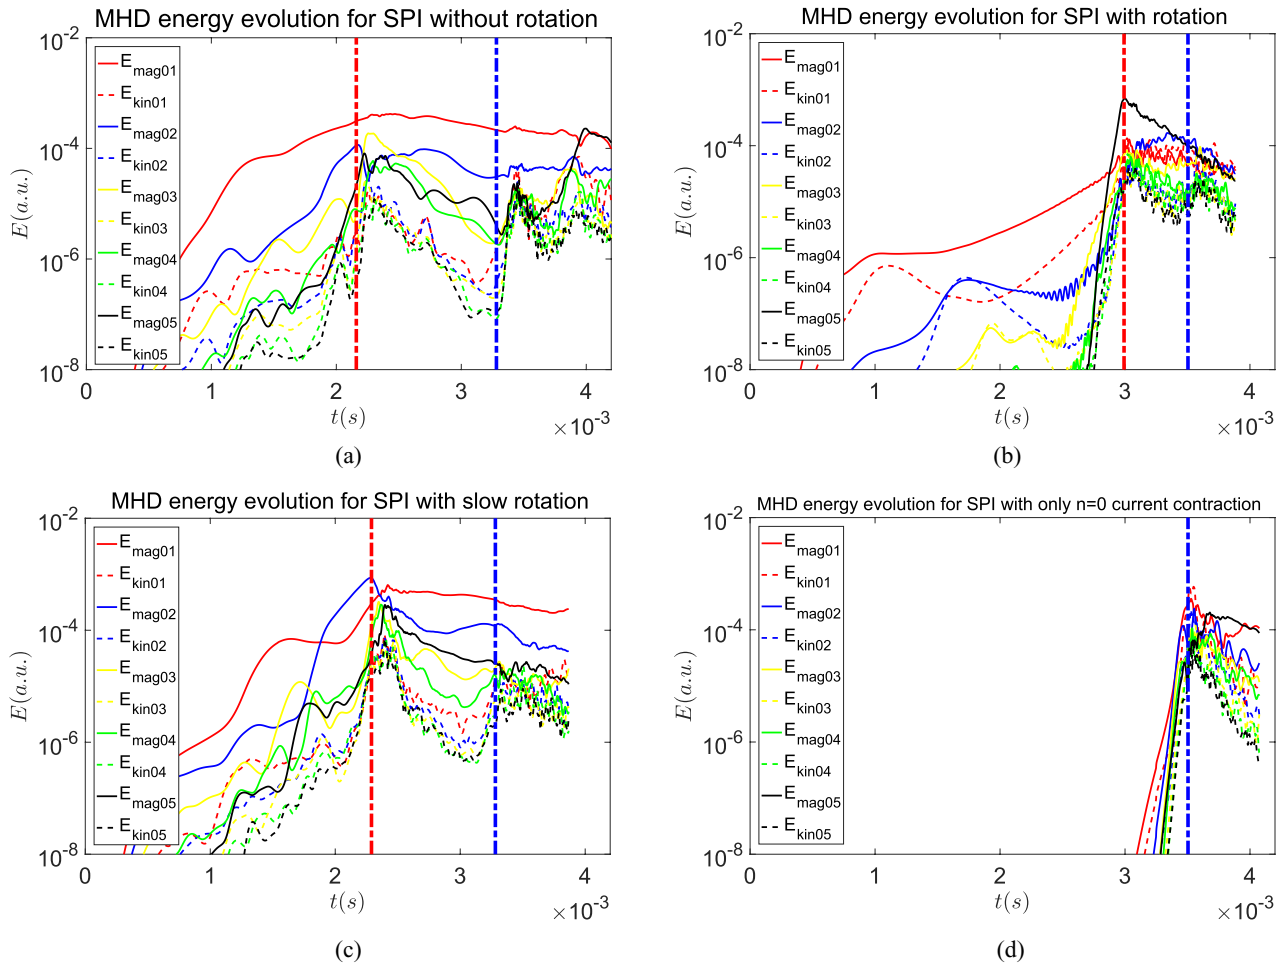 MHD energy evolution for SPI without rotation
10^-2
10^-4
10^-6
10^-8
E(a.u.)
E_mag01
E_kin01
E_mag02
E_kin02
E_mag03
E_kin03
E_mag04
E_kin04
E_mag05
E_kin05
0 1 2 3 4
t(s)
×10^-3
(a)
MHD energy evolution for SPI with rotation
10^-2
10^-4
10^-6
10^-8
E(a.u.)
E_mag01
E_kin01
E_mag02
E_kin02
E_mag03
E_kin03
E_mag04
E_kin04
E_mag05
E_kin05
0 1 2 3 4
t(s)
×10^-3
(b)
MHD energy evolution for SPI with slow rotation
10^-2
10^-4
10^-6
10^-8
E(a.u.)
E_mag01
E_kin01
E_mag02
E_kin02
E_mag03
E_kin03
E_mag04
E_kin04
E_mag05
E_kin05
0 1 2 3 4
t(s)
×10^-3
(c)
MHD energy evolution for SPI with only n=0 current contraction
10^-2
10^-4
10^-6
10^-8
E(a.u.)
E_mag01
E_kin01
E_mag02
E_kin02
E_mag03
E_kin03
E_mag04
E_kin04
E_mag05
E_kin05
0 1 2 3 4
t(s)
×10^-3
(d)